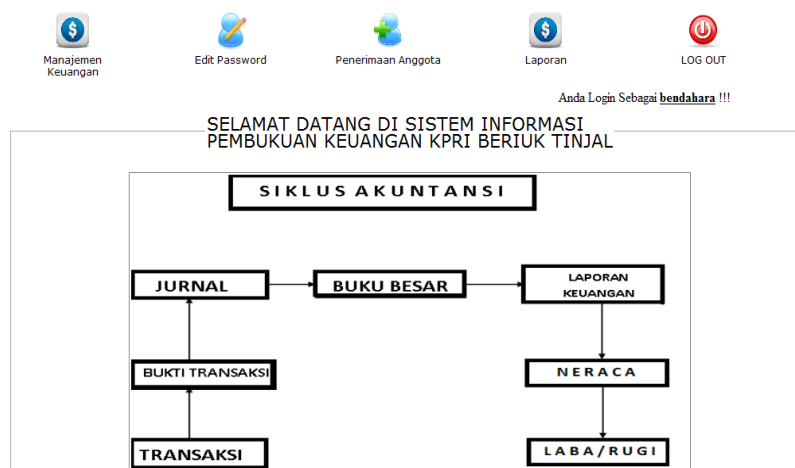 Manajemen
Keuangan
Edit Password
Penerimaan Anggota
Laporan
LOG OUT
Anda Login Sebagai bendahara !!!
SELAMAT DATANG DI SISTEM INFORMASI
PEMBUKUAN KEUANGAN KPRI BERIUK TINJAL
SIKLUS AKUNTANSI
JURNAL
BUKU BESAR
LAPORAN
KEUANGAN
BUKTI TRANSAKSI
NERACA
TRANSAKSI
LABA/RUGI